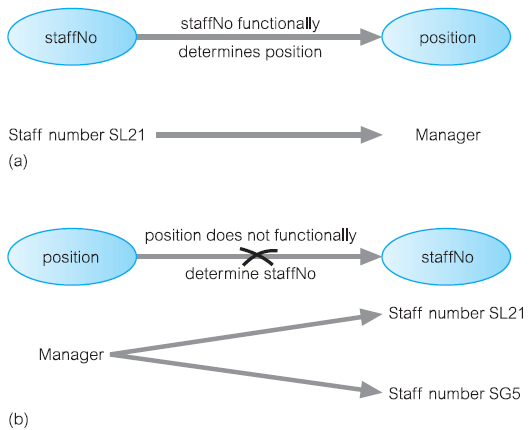 staffNo
staffNo functionally
determines position
position
Staff number SL21
Manager
(a)
position
position does not functionally
determine staffNo
staffNo
Staff number SL21
Manager
Staff number SG5
(b)